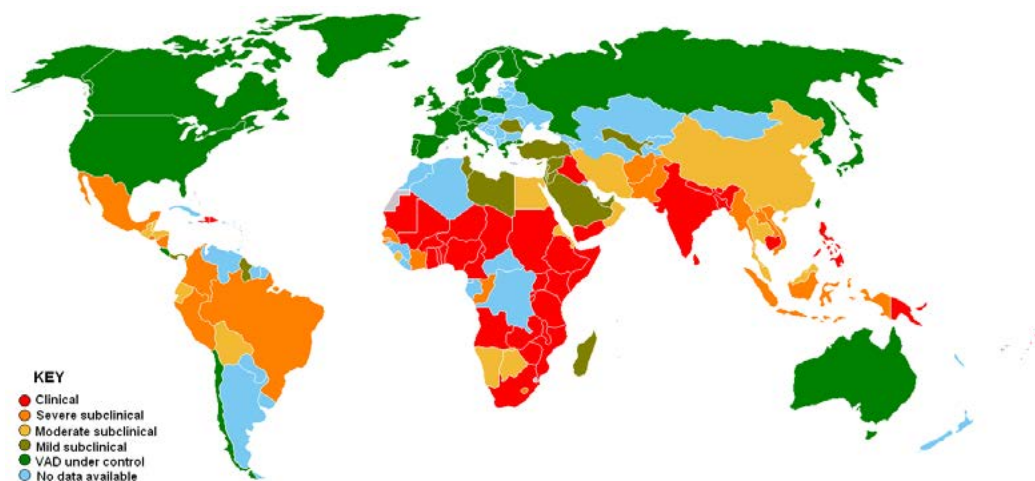 KEY
Clinical
Severe subclinical
Moderate subclinical
Mild subclinical
VAD under control
No data available